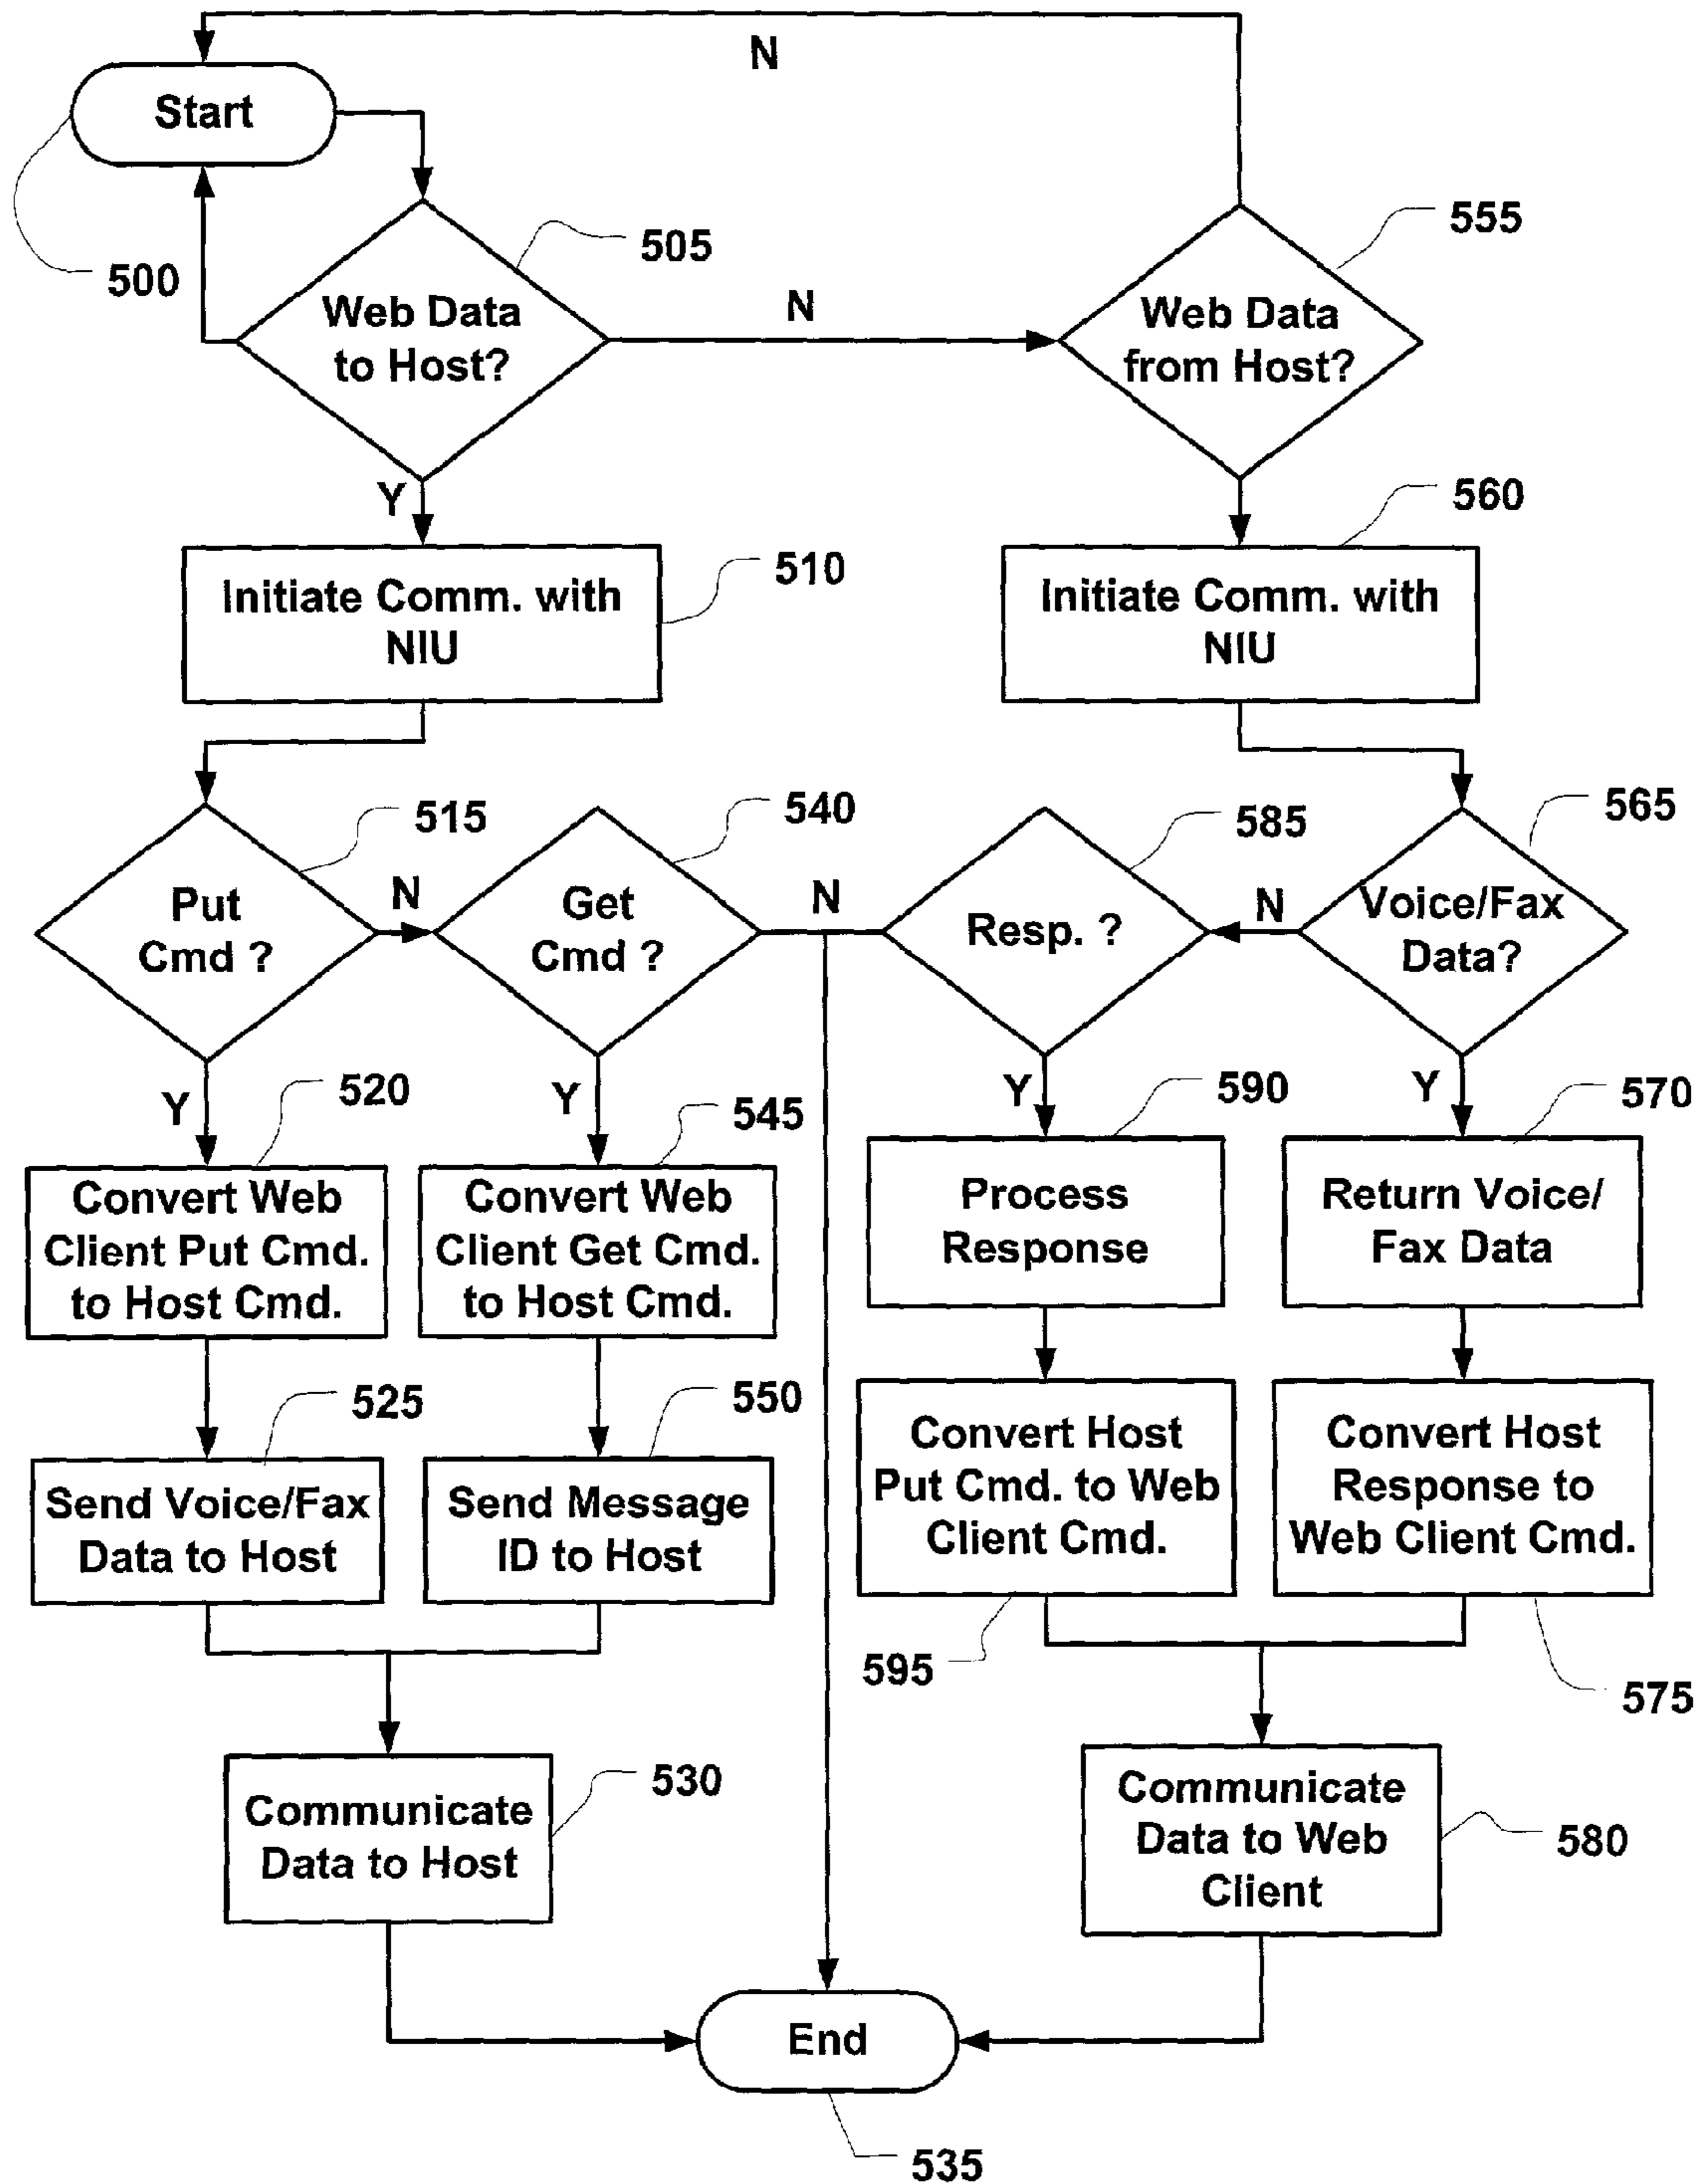 N
Start
500
505
555
Web Data
to Host?
N
Web Data
from Host?
Y
510
560
Initiate Comm. with
NIU
Initiate Comm. with
NIU
515
540
585
565
Put
Cmd ?
N
Get
Cmd ?
N
Resp. ?
N
Voice/Fax
Data?
Y
520
Y
545
Y
590
Y
570
Convert Web
Client Put Cmd.
to Host Cmd.
Convert Web
Client Get Cmd.
to Host Cmd.
Process
Response
Return Voice/
Fax Data
525
550
Send Voice/Fax
Data to Host
Send Message
ID to Host
Convert Host
Put Cmd. to Web
Client Cmd.
Convert Host
Response to
Web Client Cmd.
595
575
530
Communicate
Data to Host
Communicate
Data to Web
Client
580
End
535